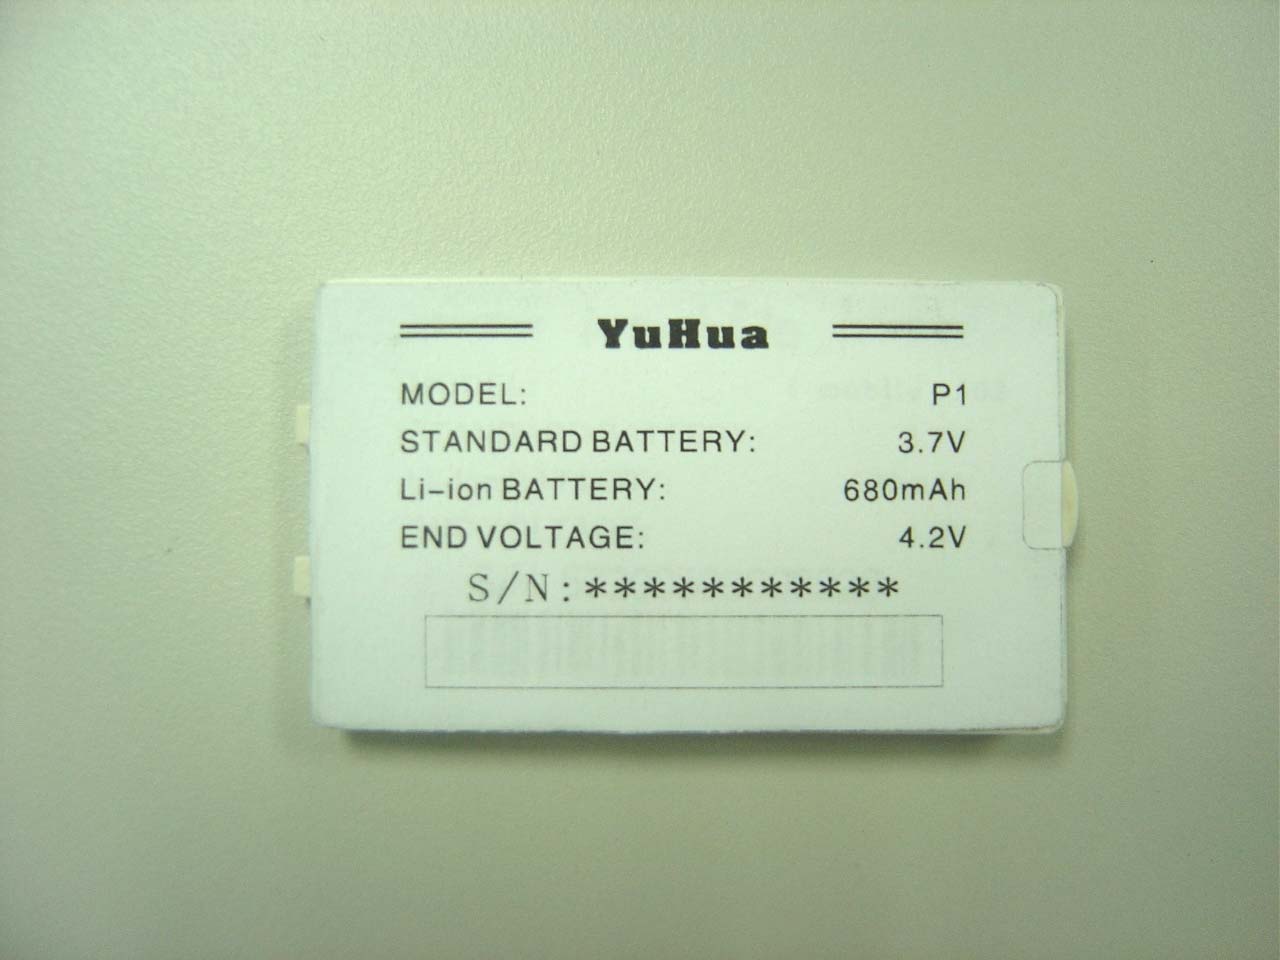 YuHua
MODEL: P1
STANDARD BATTERY: 3.7V
Li-ion BATTERY: 680mAh
END VOLTAGE: 4.2V
S/N:***********